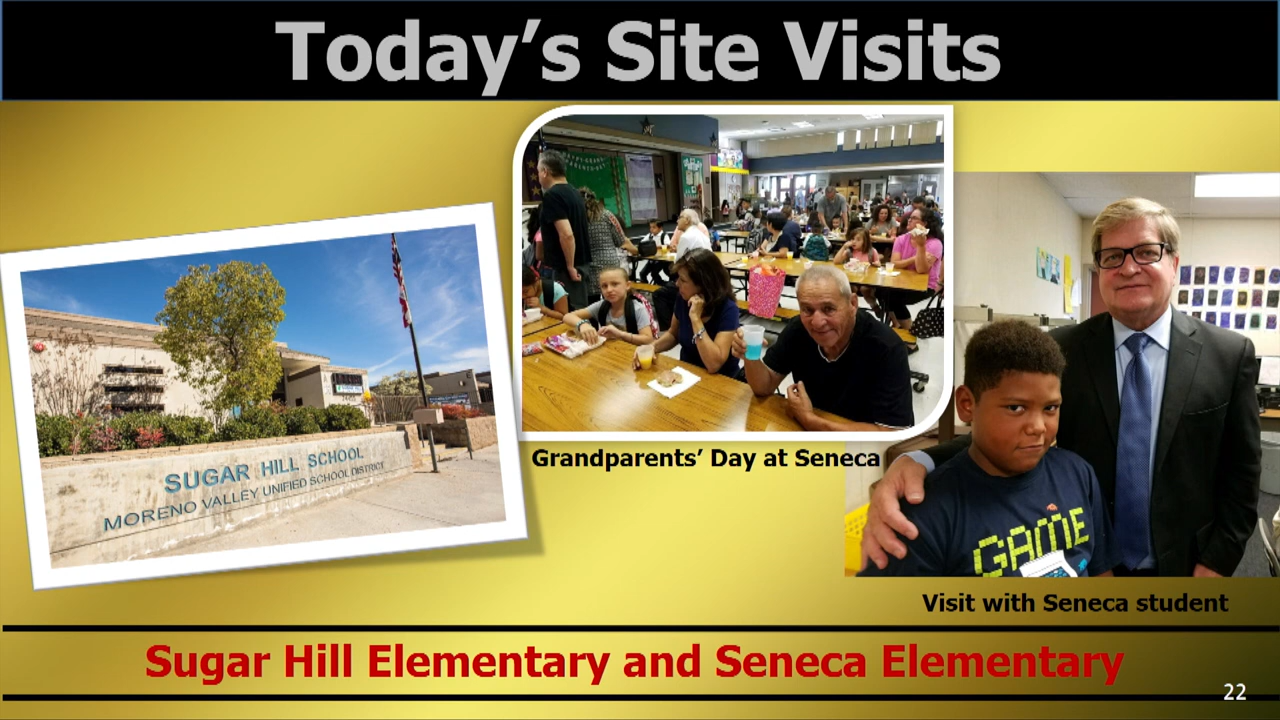 Today's Site Visits
SUGAR HILL SCHOOL
MORENO VALLEY UNIFIED SCHOOL DISTRICT
Grandparents' Day at Seneca
GAME
Visit with Seneca student
Sugar Hill Elementary and Seneca Elementary
22